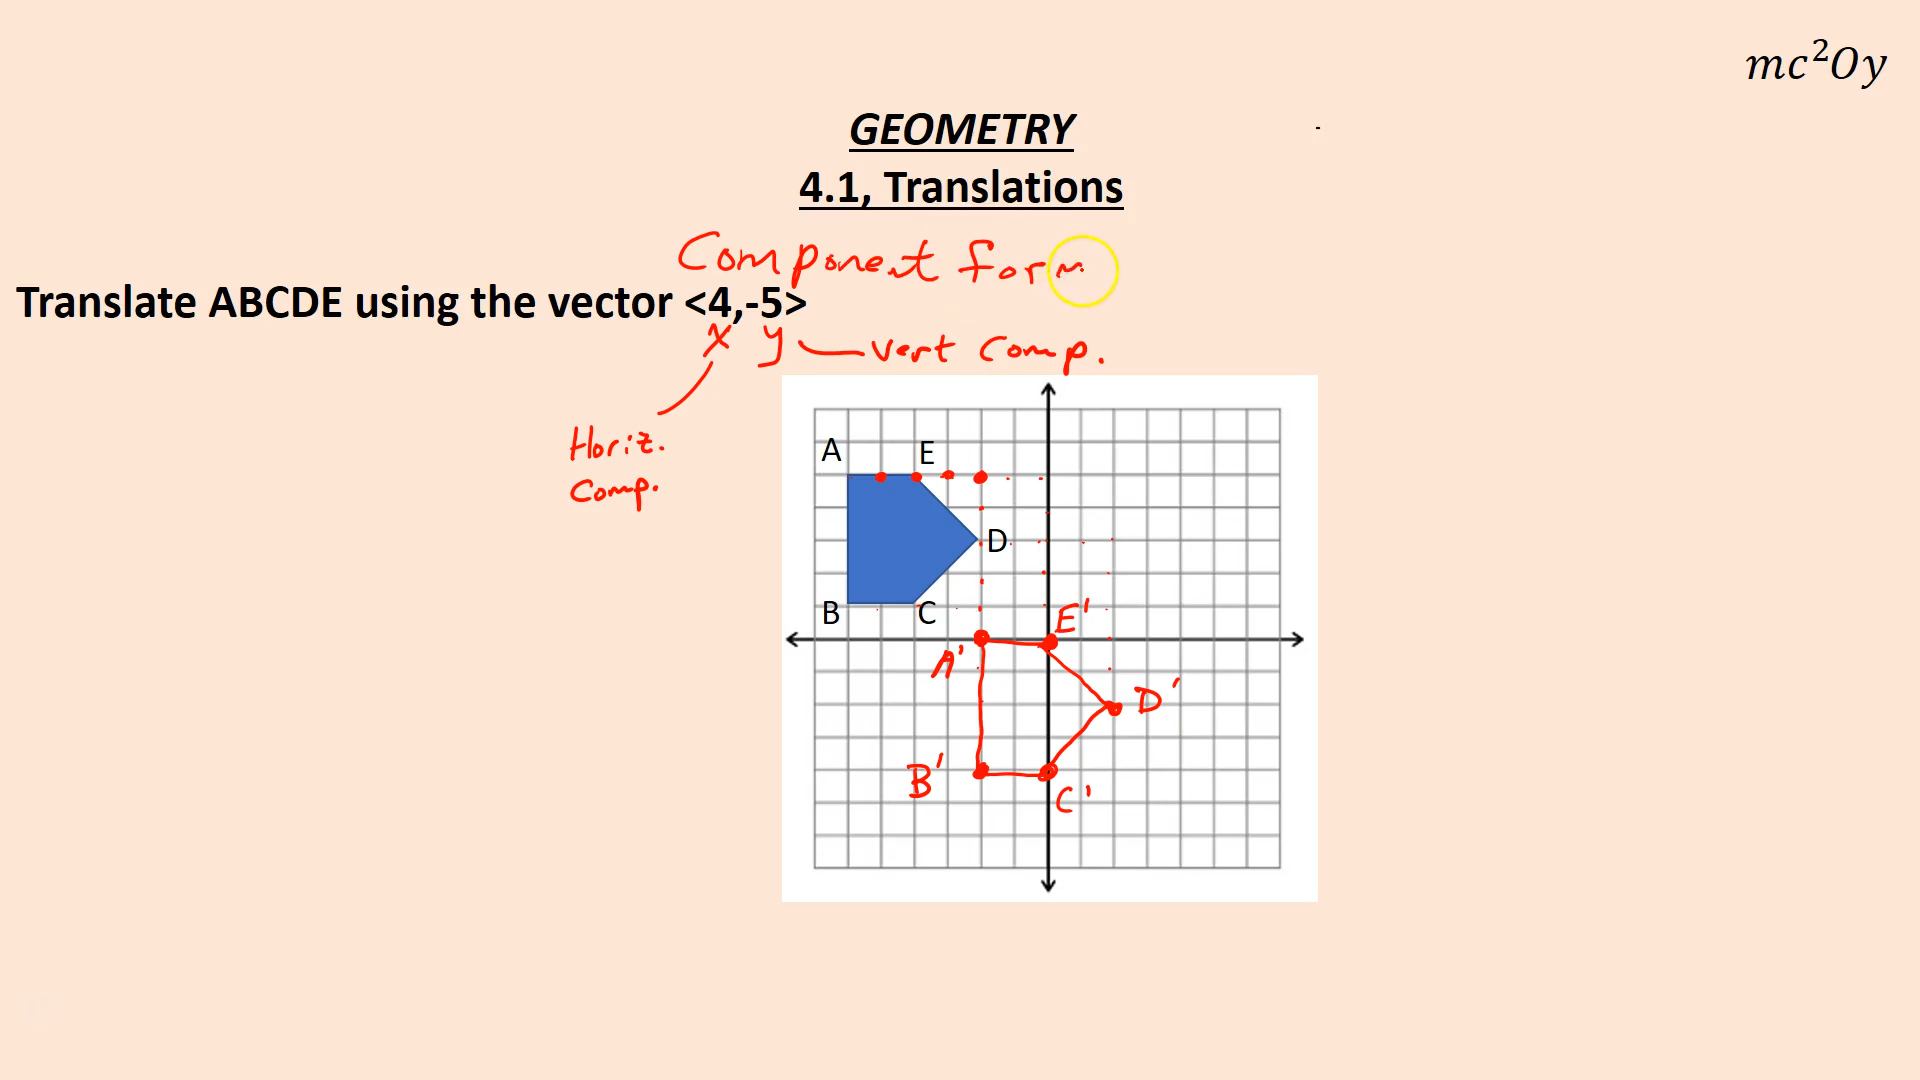 mc²Oy
GEOMETRY
4.1, Translations
Component form
Translate ABCDE using the vector <4,-5>
x y vert comp.
Horiz.
Comp.
A E
D
B C
E'
A'
D'
B'
C'